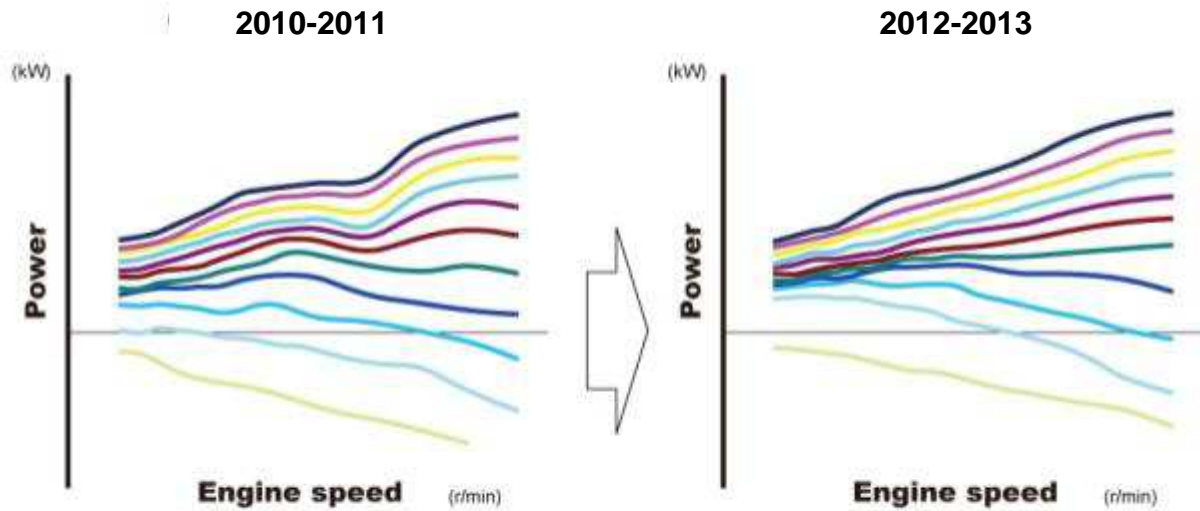 2010-2011
2012-2013
(kW)
(kW)
Power
Power
Engine speed (r/min)
Engine speed (r/min)